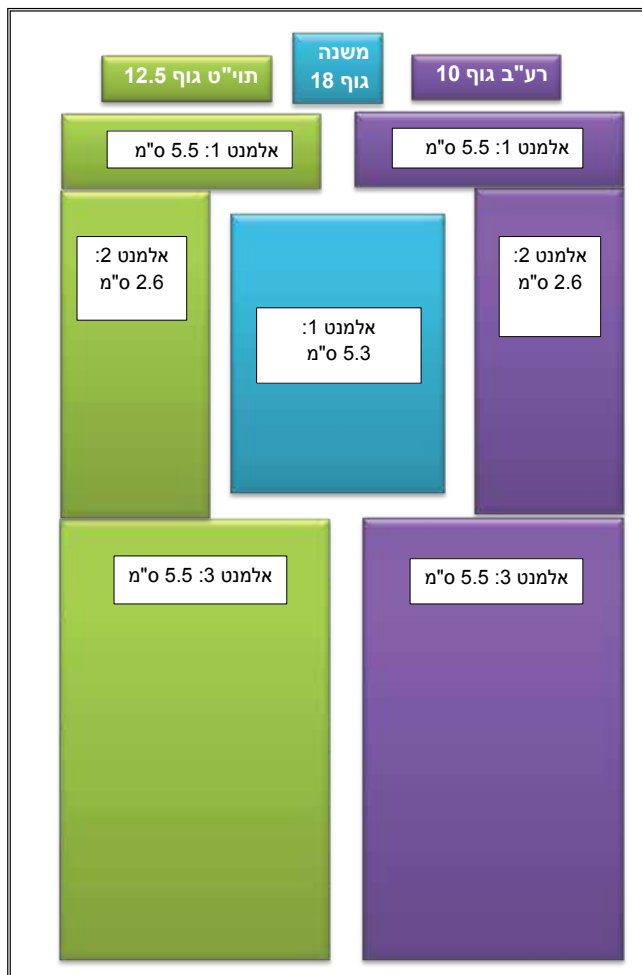 רע"ב גוף 10
משנה
גוף 18
תוי"ט גוף 12.5
אלמנט 1: 5.5 ס"מ
אלמנט 1: 5.5 ס"מ
אלמנט 2:
2.6 ס"מ
אלמנט 1:
5.3 ס"מ
אלמנט 2:
2.6 ס"מ
אלמנט 3: 5.5 ס"מ
אלמנט 3: 5.5 ס"מ